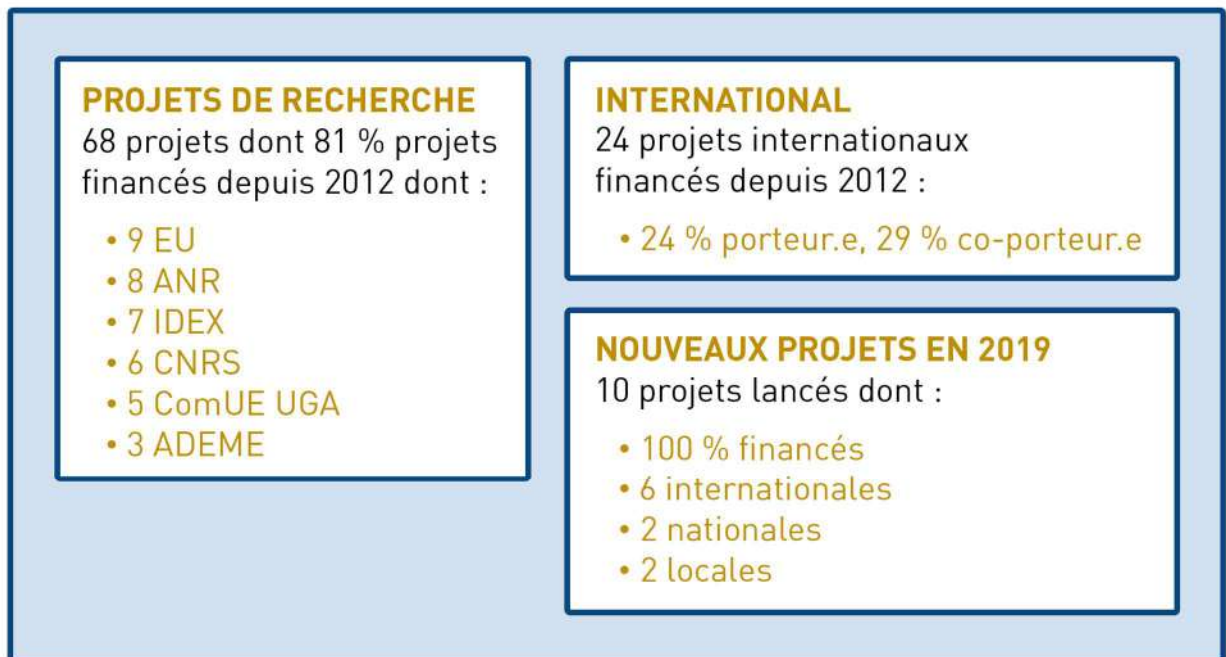 PROJETS DE RECHERCHE
68 projets dont 81 % projets
financés depuis 2012 dont :
• 9 EU
• 8 ANR
• 7 IDEX
• 6 CNRS
• 5 ComUE UGA
• 3 ADEME
INTERNATIONAL
24 projets internationaux
financés depuis 2012 :
• 24 % porteur.e, 29 % co-porteur.e
NOUVEAUX PROJETS EN 2019
10 projets lancés dont :
• 100 % financés
• 6 internationales
• 2 nationales
• 2 locales